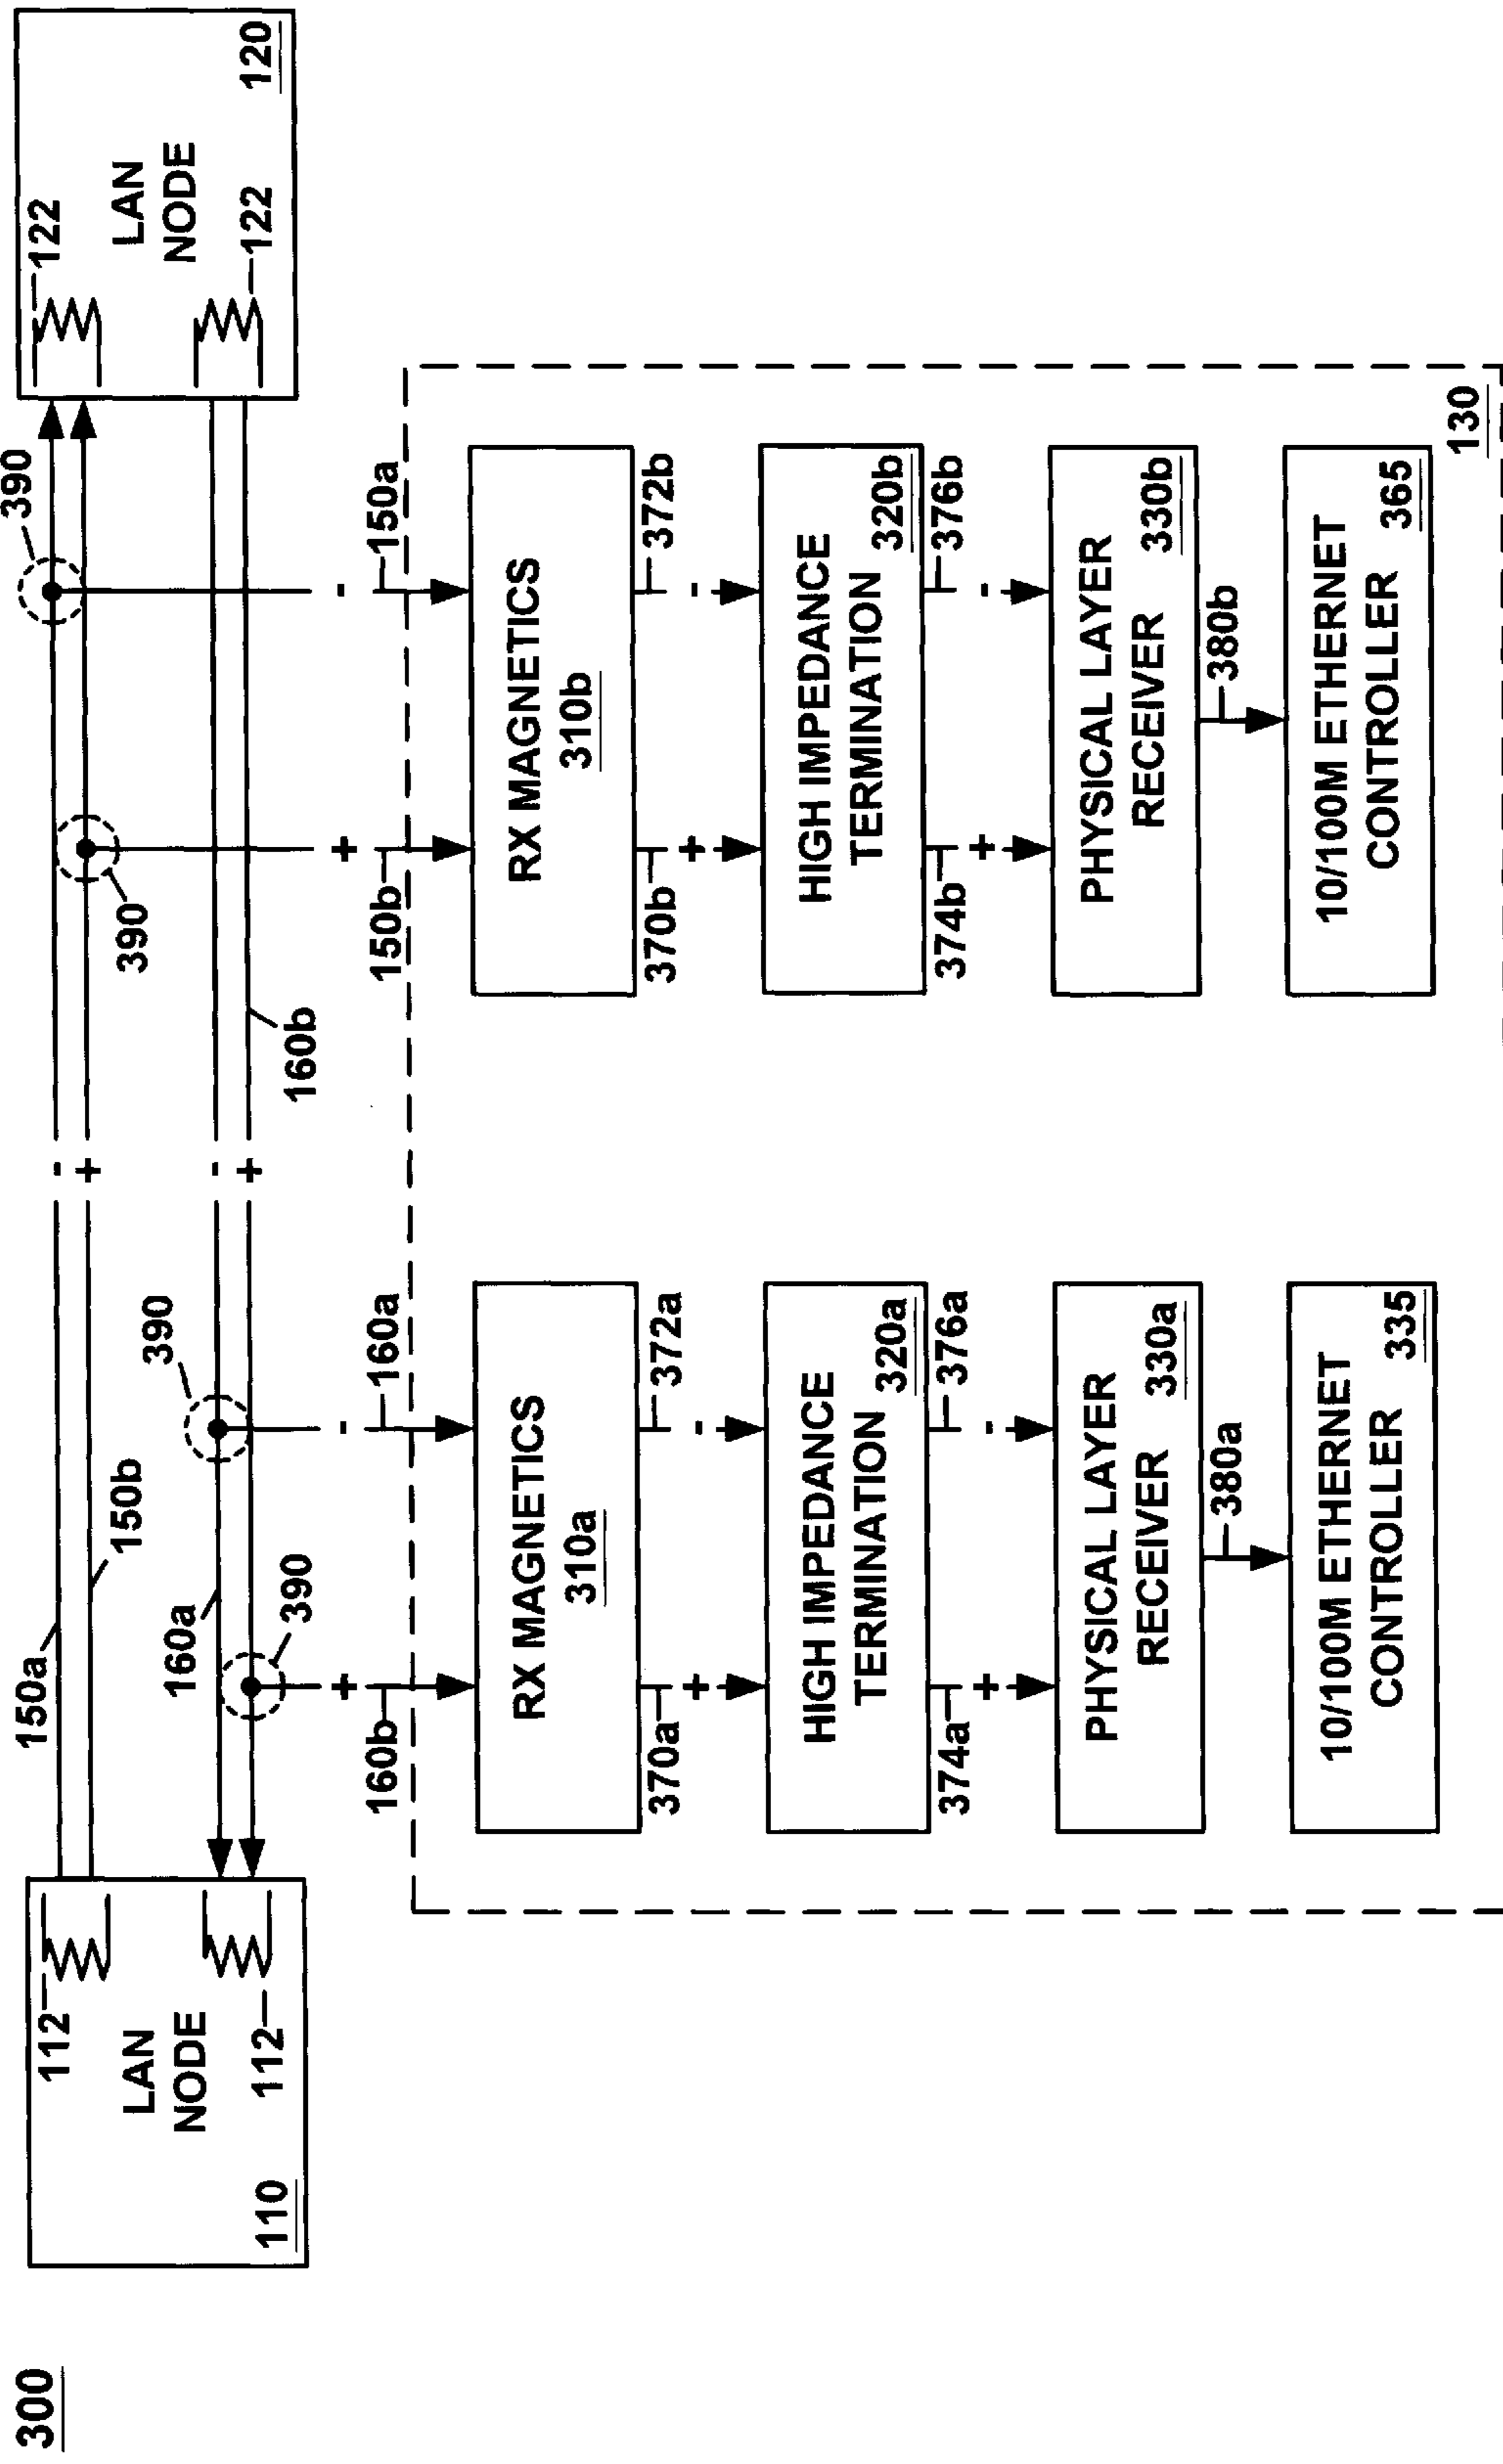 300
110
LAN
NODE
112
112
150a
150b
160a
390
390
-
+
-
+
160b
390
390
122
122
LAN
NODE
120
160b
+
-
160a
150b
+
-
150a
RX MAGNETICS
310a
RX MAGNETICS
310b
370a
+
-
372a
370b
+
-
372b
HIGH IMPEDANCE
TERMINATION
320a
HIGH IMPEDANCE
TERMINATION
320b
374a
+
-
376a
374b
+
-
376b
PHYSICAL LAYER
RECEIVER
330a
PHYSICAL LAYER
RECEIVER
330b
380a
380b
10/100M ETHERNET
CONTROLLER
335
10/100M ETHERNET
CONTROLLER
365
130